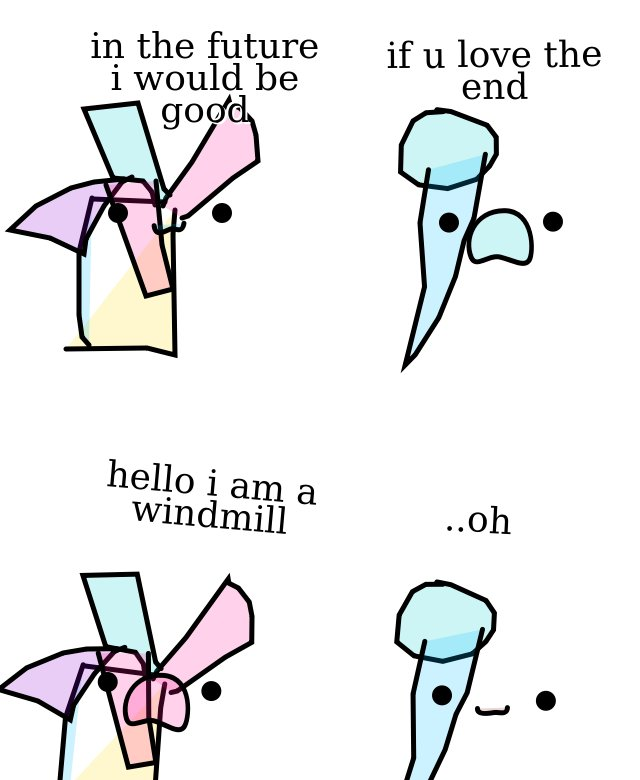 in the future
i would be
good
if u love the
end
hello i am a
windmill
..oh